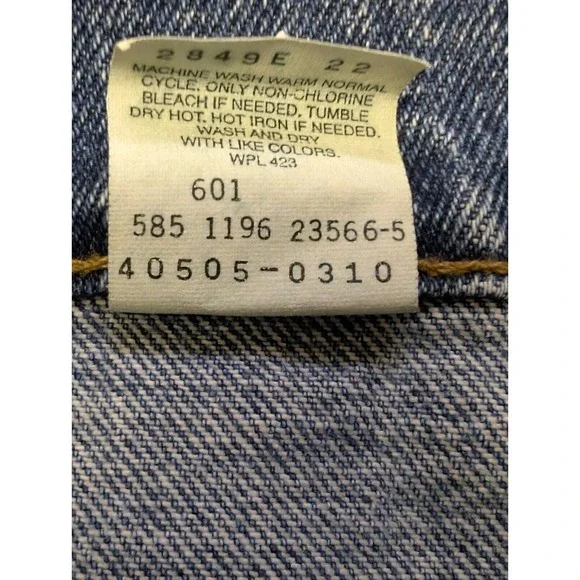 2849E 22
MACHINE WASH WARM NORMAL
CYCLE. ONLY NON-CHLORINE
BLEACH IF NEEDED. TUMBLE
DRY HOT. HOT IRON IF NEEDED.
WASH AND DRY
WITH LIKE COLORS.
WPL 423
601
585 1196 23566-5
40505-0310